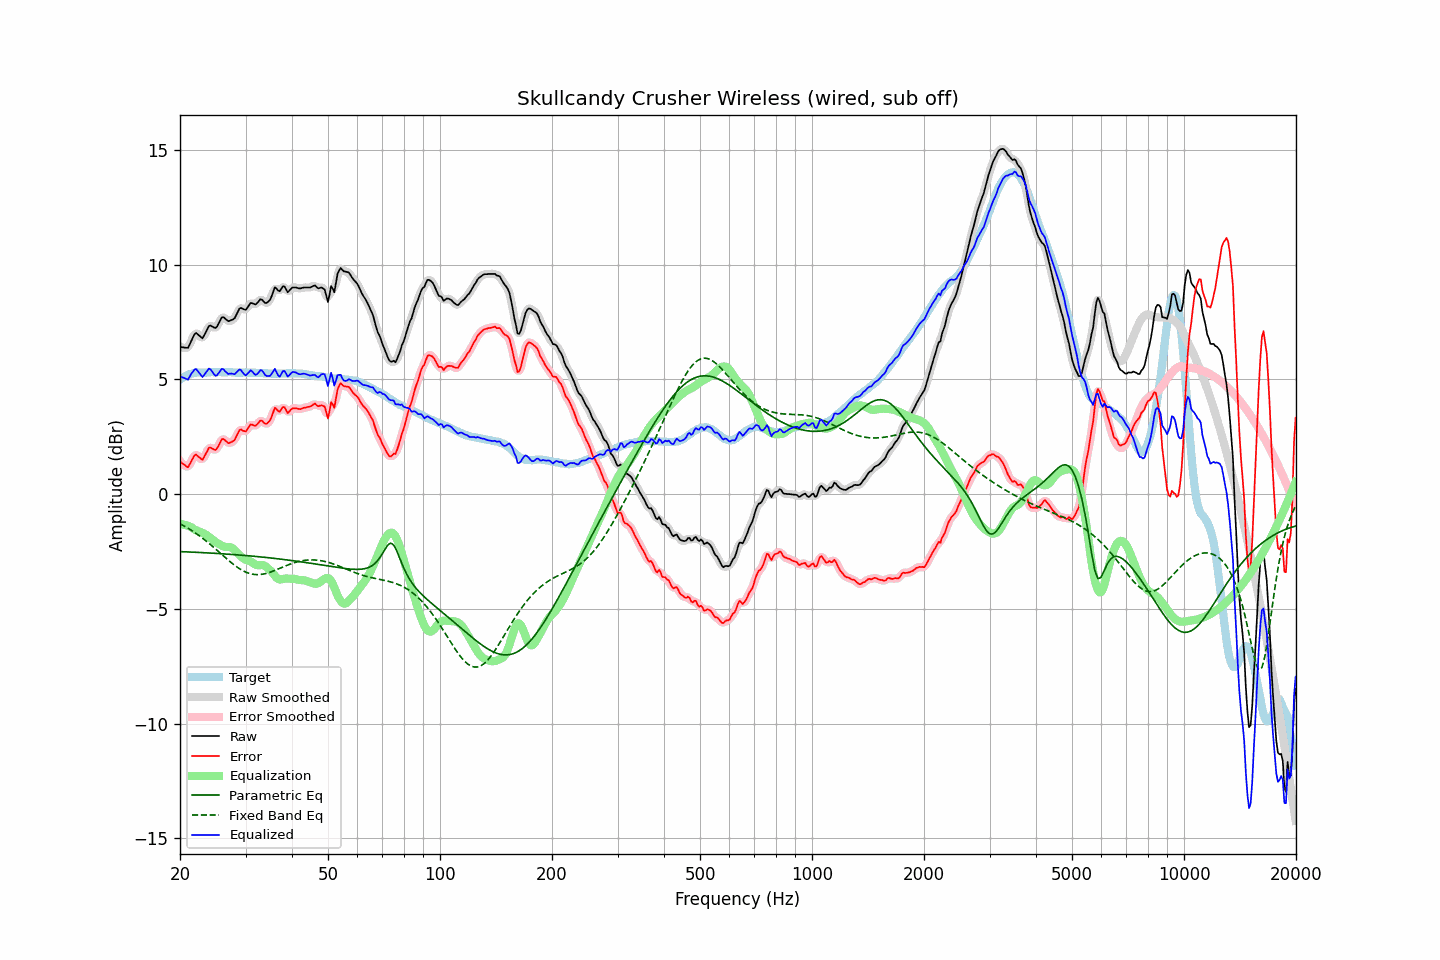 Skullcandy Crusher Wireless (wired, sub off)
Amplitude (dBr)
15
10
5
0
−5
−10
−15
Target
Raw Smoothed
Error Smoothed
Raw
Error
Equalization
Parametric Eq
Fixed Band Eq
Equalized
20 50 100 200 500 1000 2000 5000 10000 20000
Frequency (Hz)